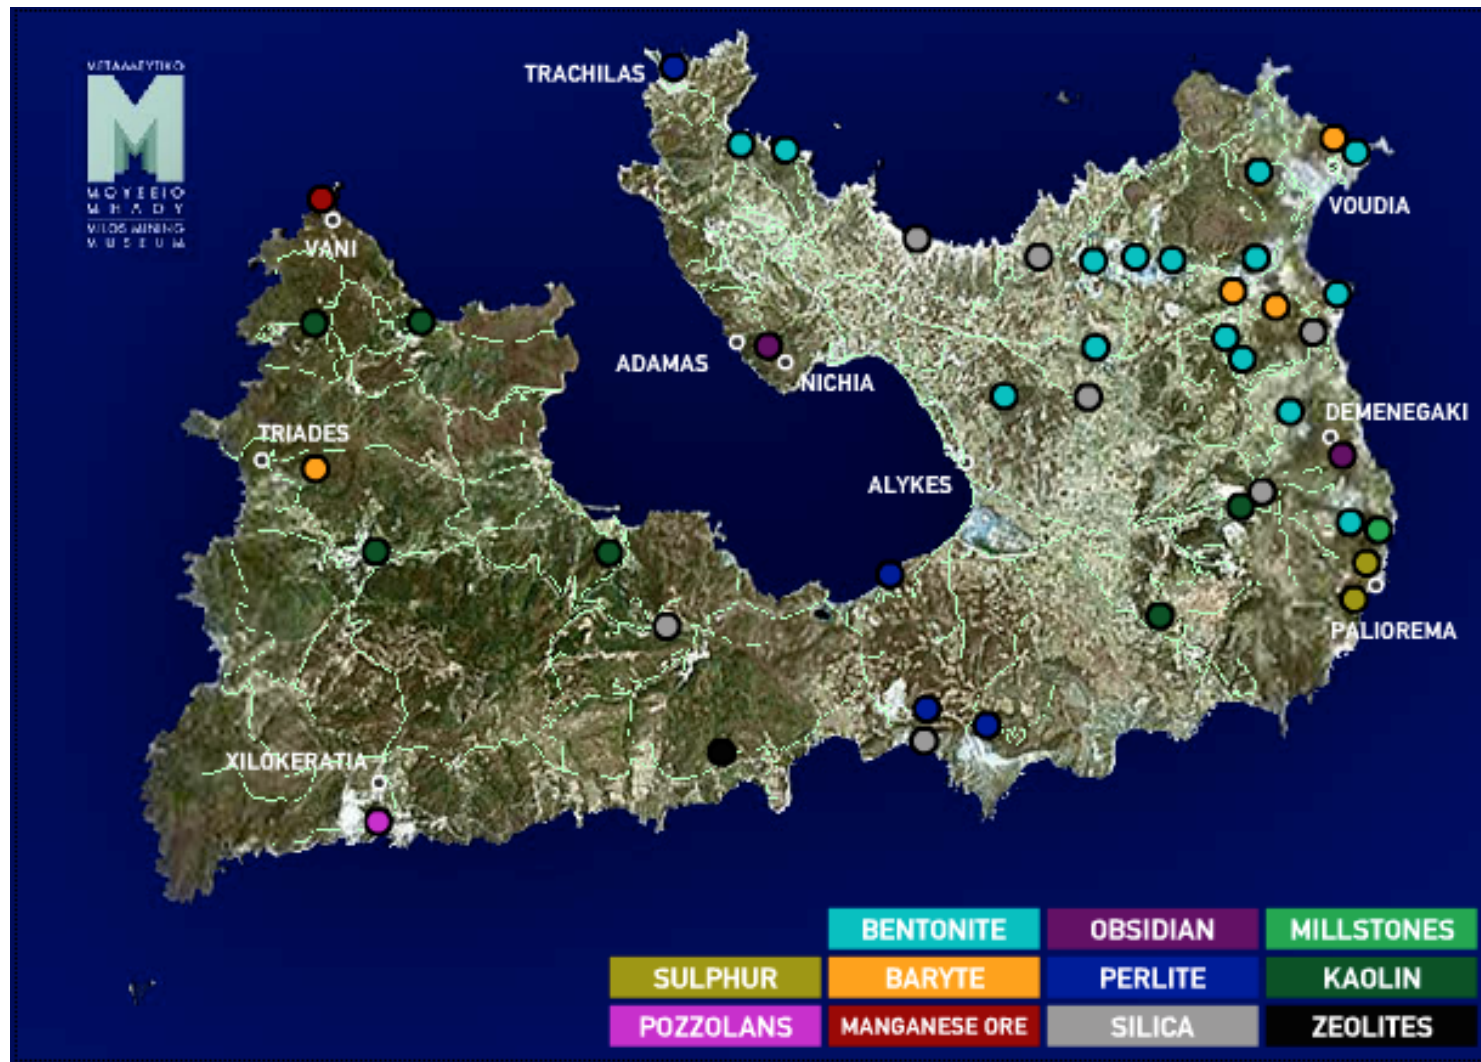 ΜΕΤΑΛΛΕΥΤΙΚΟ
M
ΜΟΥΣΕΙΟ
ΜΗΛΟΥ
MILOS MINING
MUSEUM
TRACHILAS
VOUDIA
VANI
ADAMAS
NICHIA
TRIADES
DEMENEGAKI
ALYKES
PALIOREMA
XILOKERATIA
BENTONITE OBSIDIAN MILLSTONES
SULPHUR BARYTE PERLITE KAOLIN
POZZOLANS MANGANESE ORE SILICA ZEOLITES